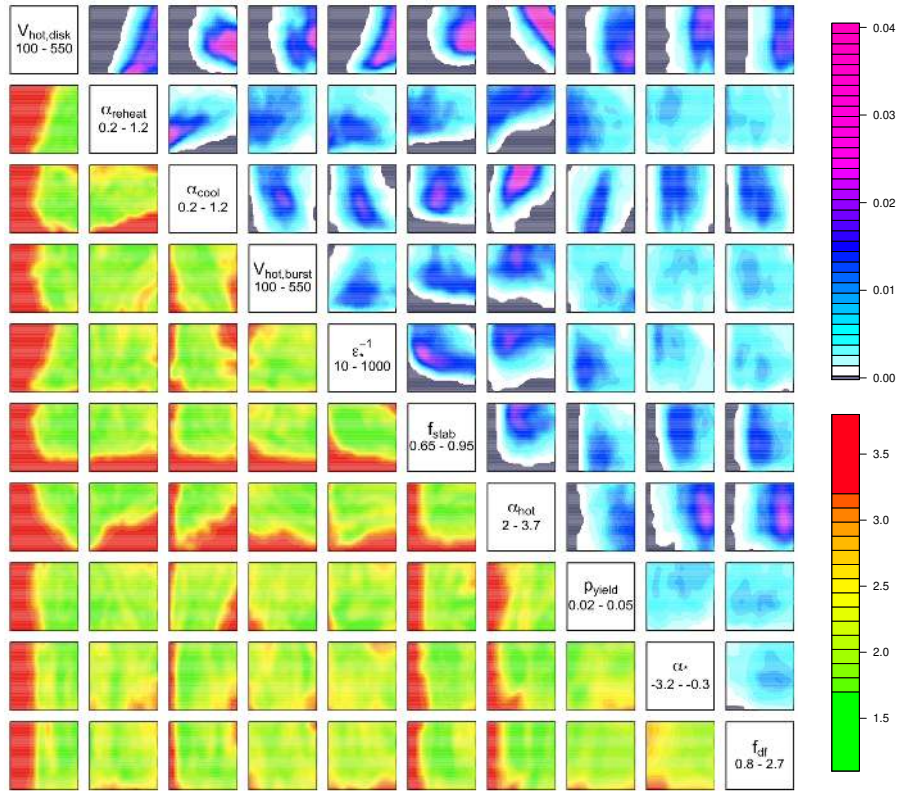 V_hot,disk
100 - 550
α_reheat
0.2 - 1.2
α_cool
0.2 - 1.2
V_hot,burst
100 - 550
ε_*^-1
10 - 1000
f_stab
0.65 - 0.95
α_hot
2 - 3.7
p_yield
0.02 - 0.05
α_*
-3.2 - -0.3
f_df
0.8 - 2.7
0.04
0.03
0.02
0.01
0.00
3.5
3.0
2.5
2.0
1.5